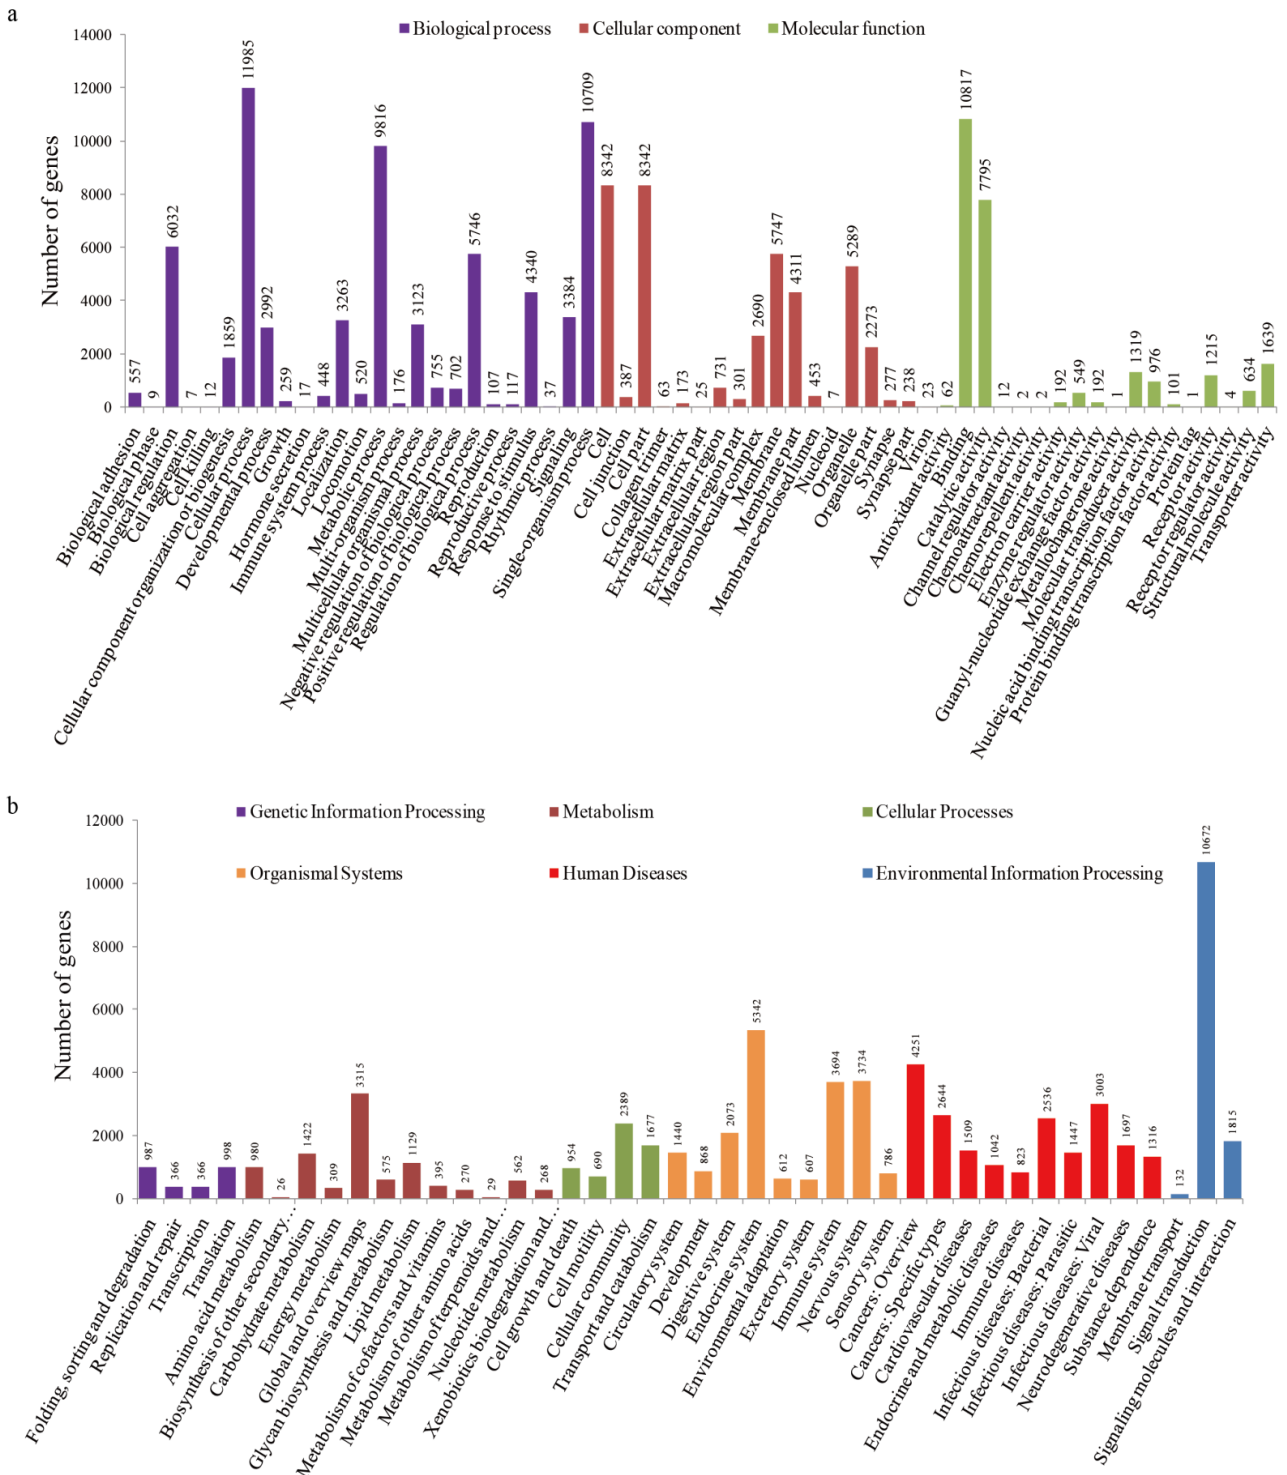 a
Biological process
Cellular component
Molecular function
Number of genes
14000
12000
10000
8000
6000
4000
2000
0
557
9
6032
7
12
1859
11985
2992
259
17
448
3263
520
9816
176
3123
755
702
5746
107
117
4340
37
3384
10709
8342
387
8342
63
173
25
731
301
2690
5747
4311
453
7
5289
2273
277
238
23
62
10817
7795
12
2
2
192
549
192
1
1319
976
101
1
1215
4
634
1639
Biological adhesion
Biological phase
Biological regulation
Cell aggregation
Cell killing
Cellular component organization or biogenesis
Cellular process
Developmental process
Growth
Hormone secretion
Immune system process
Localization
Locomotion
Metabolic process
Multi-organism process
Multicellular organismal process
Negative regulation of biological process
Positive regulation of biological process
Regulation of biological process
Reproduction
Reproductive process
Response to stimulus
Rhythmic process
Signaling
Single-organism process
Cell
Cell junction
Cell part
Collagen trimer
Extracellular matrix
Extracellular matrix part
Extracellular region
Extracellular region part
Macromolecular complex
Membrane
Membrane part
Membrane-enclosed lumen
Nucleoid
Organelle
Organelle part
Synapse
Synapse part
Virion
Antioxidant activity
Binding
Catalytic activity
Channel regulator activity
Chemoattractant activity
Chemorepellent activity
Electron carrier activity
Enzyme regulator activity
Guanyl-nucleotide exchange factor activity
Metallochaperone activity
Molecular transducer activity
Nucleic acid binding transcription factor activity
Protein binding transcription factor activity
Protein tag
Receptor activity
Receptor regulator activity
Structural molecule activity
Transporter activity
b
Genetic Information Processing
Metabolism
Cellular Processes
Organismal Systems
Human Diseases
Environmental Information Processing
Number of genes
12000
10000
8000
6000
4000
2000
0
987
366
366
998
980
26
1422
309
3315
575
1129
395
270
29
562
268
954
690
2389
1677
1440
868
2073
5342
612
607
3694
3734
786
4251
2644
1509
1042
823
2536
1447
3003
1697
1316
132
10672
1815
Folding, sorting and degradation
Replication and repair
Transcription
Translation
Amino acid metabolism
Biosynthesis of other secondary…
Carbohydrate metabolism
Energy metabolism
Global and overview maps
Glycan biosynthesis and metabolism
Lipid metabolism
Metabolism of cofactors and vitamins
Metabolism of other amino acids
Metabolism of terpenoids and…
Nucleotide metabolism
Xenobiotics biodegradation and…
Cell growth and death
Cell motility
Cellular community
Transport and catabolism
Circulatory system
Development
Digestive system
Endocrine system
Environmental adaptation
Excretory system
Immune system
Nervous system
Sensory system
Cancers: Overview
Cancers: Specific types
Cardiovascular diseases
Endocrine and metabolic diseases
Immune diseases
Infectious diseases: Bacterial
Infectious diseases: Parasitic
Infectious diseases: Viral
Neurodegenerative diseases
Substance dependence
Membrane transport
Signal transduction
Signaling molecules and interaction